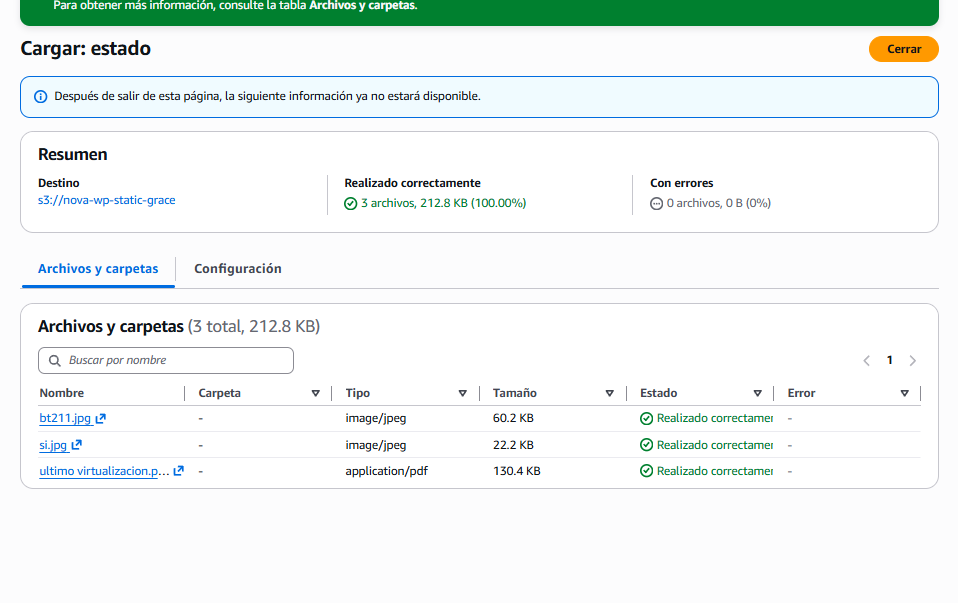 Para obtener más información, consulte la tabla Archivos y carpetas.
Cargar: estado
Cerrar
Después de salir de esta página, la siguiente información ya no estará disponible.
Resumen
Destino
s3://nova-wp-static-grace
Realizado correctamente
3 archivos, 212.8 KB (100.00%)
Con errores
0 archivos, 0 B (0%)
Archivos y carpetas
Configuración
Archivos y carpetas (3 total, 212.8 KB)
Buscar por nombre
1
Nombre Carpeta Tipo Tamaño Estado Error
bt211.jpg - image/jpeg 60.2 KB Realizado correctamer -
si.jpg - image/jpeg 22.2 KB Realizado correctamer -
ultimo virtualizacion.p... - application/pdf 130.4 KB Realizado correctamer -